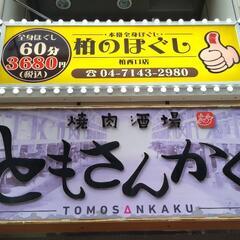 全身ほぐし
60分
3680円
(税込)
本格全身ほぐし
柏のほぐし
柏西口店
☎04-7143-2980
焼肉酒場
ともさんかく
TOMOSANKAKU